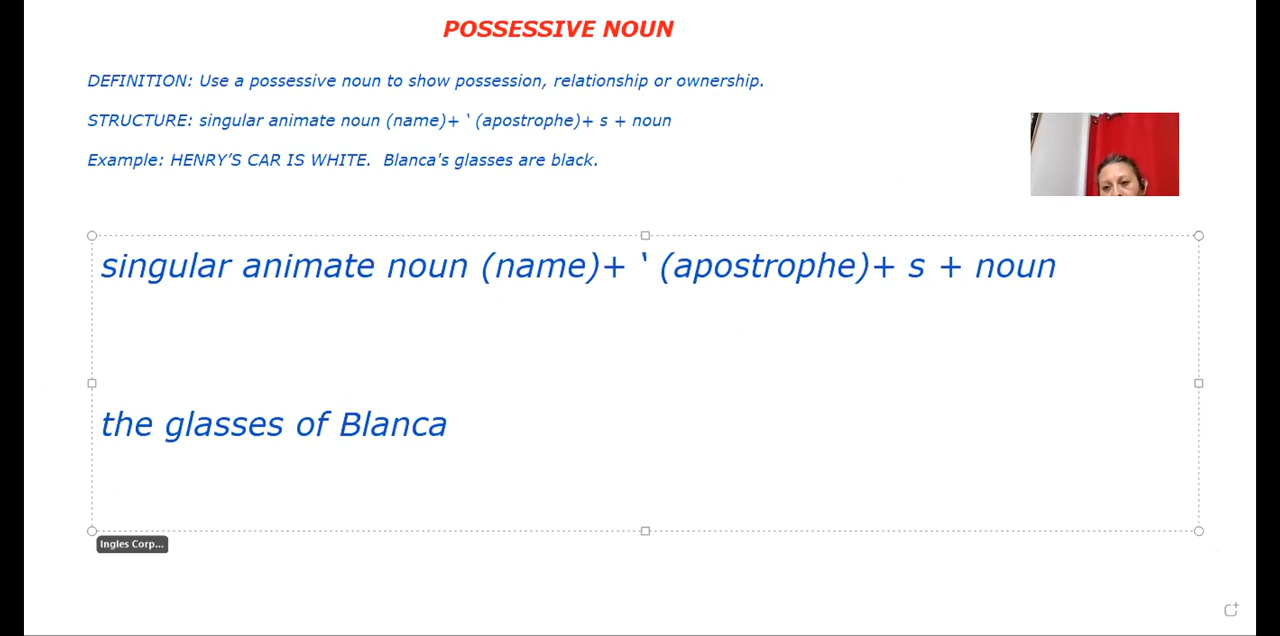 POSSESSIVE NOUN
DEFINITION: Use a possessive noun to show possession, relationship or ownership.
STRUCTURE: singular animate noun (name)+ ‛ (apostrophe)+ s + noun
Example: HENRY’S CAR IS WHITE.  Blanca's glasses are black.
singular animate noun (name)+ ‛ (apostrophe)+ s + noun
the glasses of Blanca
Ingles Corp...